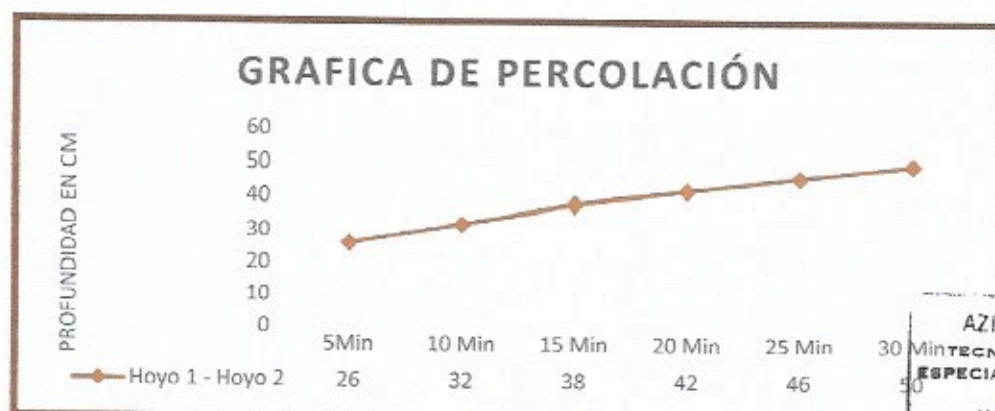 GRAFICA DE PERCOLACIÓN
PROFUNDIDAD EN CM
60
50
40
30
20
10
0
5Min 10 Min 15 Min 20 Min 25 Min 30 Min
Hoyo 1 - Hoyo 2 26 32 38 42 46 50
AZI
TECN
ESPECIA